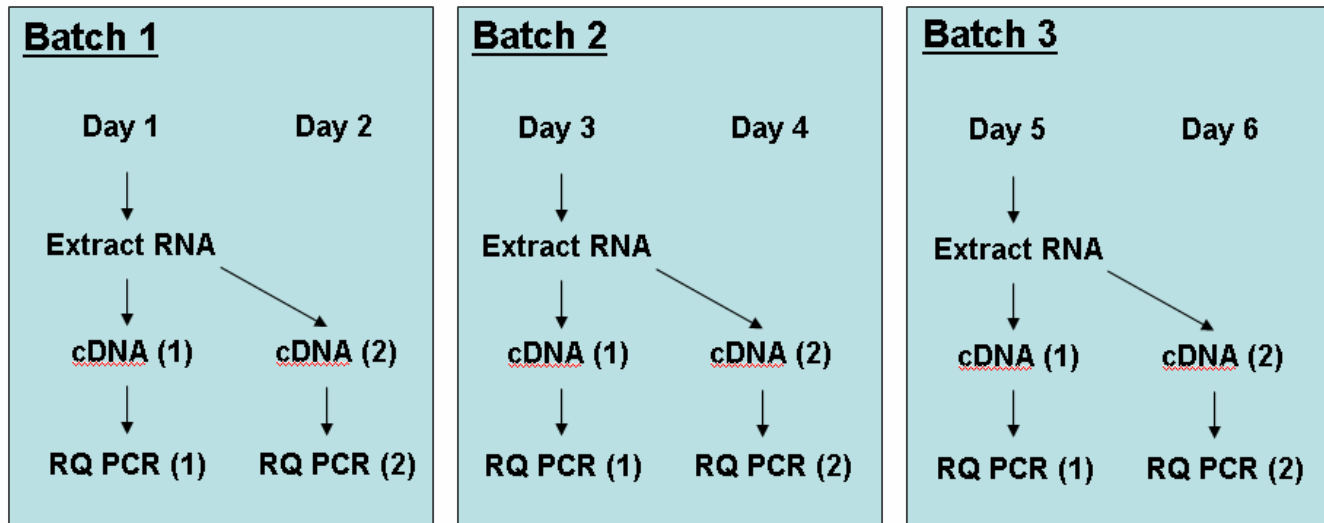 Batch 1
Day 1 Day 2
Extract RNA
cDNA (1) cDNA (2)
RQ PCR (1) RQ PCR (2)
Batch 2
Day 3 Day 4
Extract RNA
cDNA (1) cDNA (2)
RQ PCR (1) RQ PCR (2)
Batch 3
Day 5 Day 6
Extract RNA
cDNA (1) cDNA (2)
RQ PCR (1) RQ PCR (2)